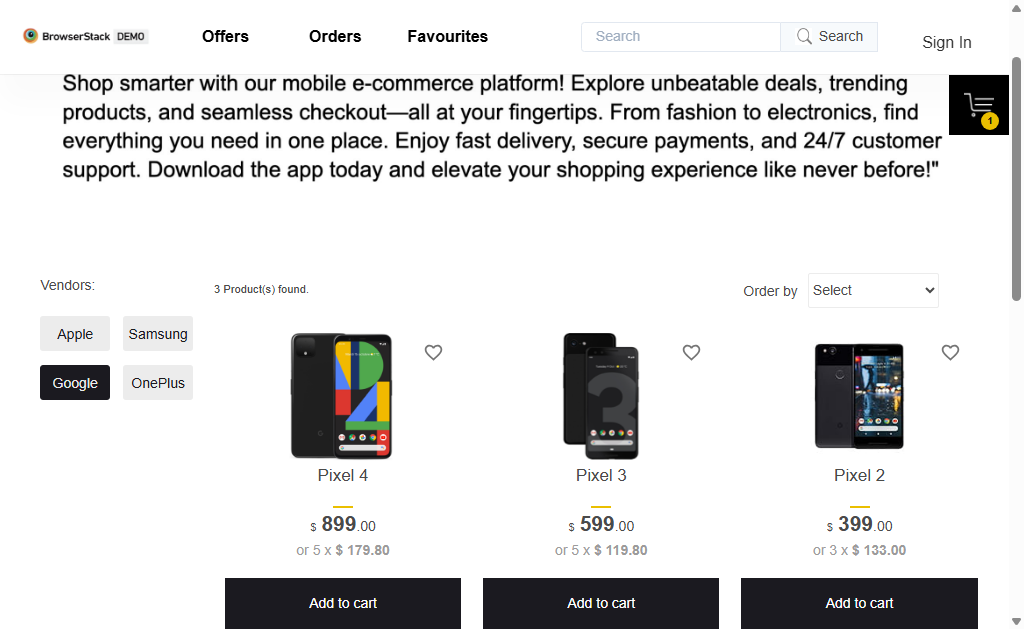 BrowserStack DEMO
Offers
Orders
Favourites
Search
Search
Sign In
Shop smarter with our mobile e-commerce platform! Explore unbeatable deals, trending
products, and seamless checkout—all at your fingertips. From fashion to electronics, find
everything you need in one place. Enjoy fast delivery, secure payments, and 24/7 customer
support. Download the app today and elevate your shopping experience like never before!"
1
Vendors:
3 Product(s) found.
Order by
Select
Apple
Samsung
Google
OnePlus
Pixel 4
$ 899.00
or 5 x $ 179.80
Add to cart
Pixel 3
$ 599.00
or 5 x $ 119.80
Add to cart
Pixel 2
$ 399.00
or 3 x $ 133.00
Add to cart